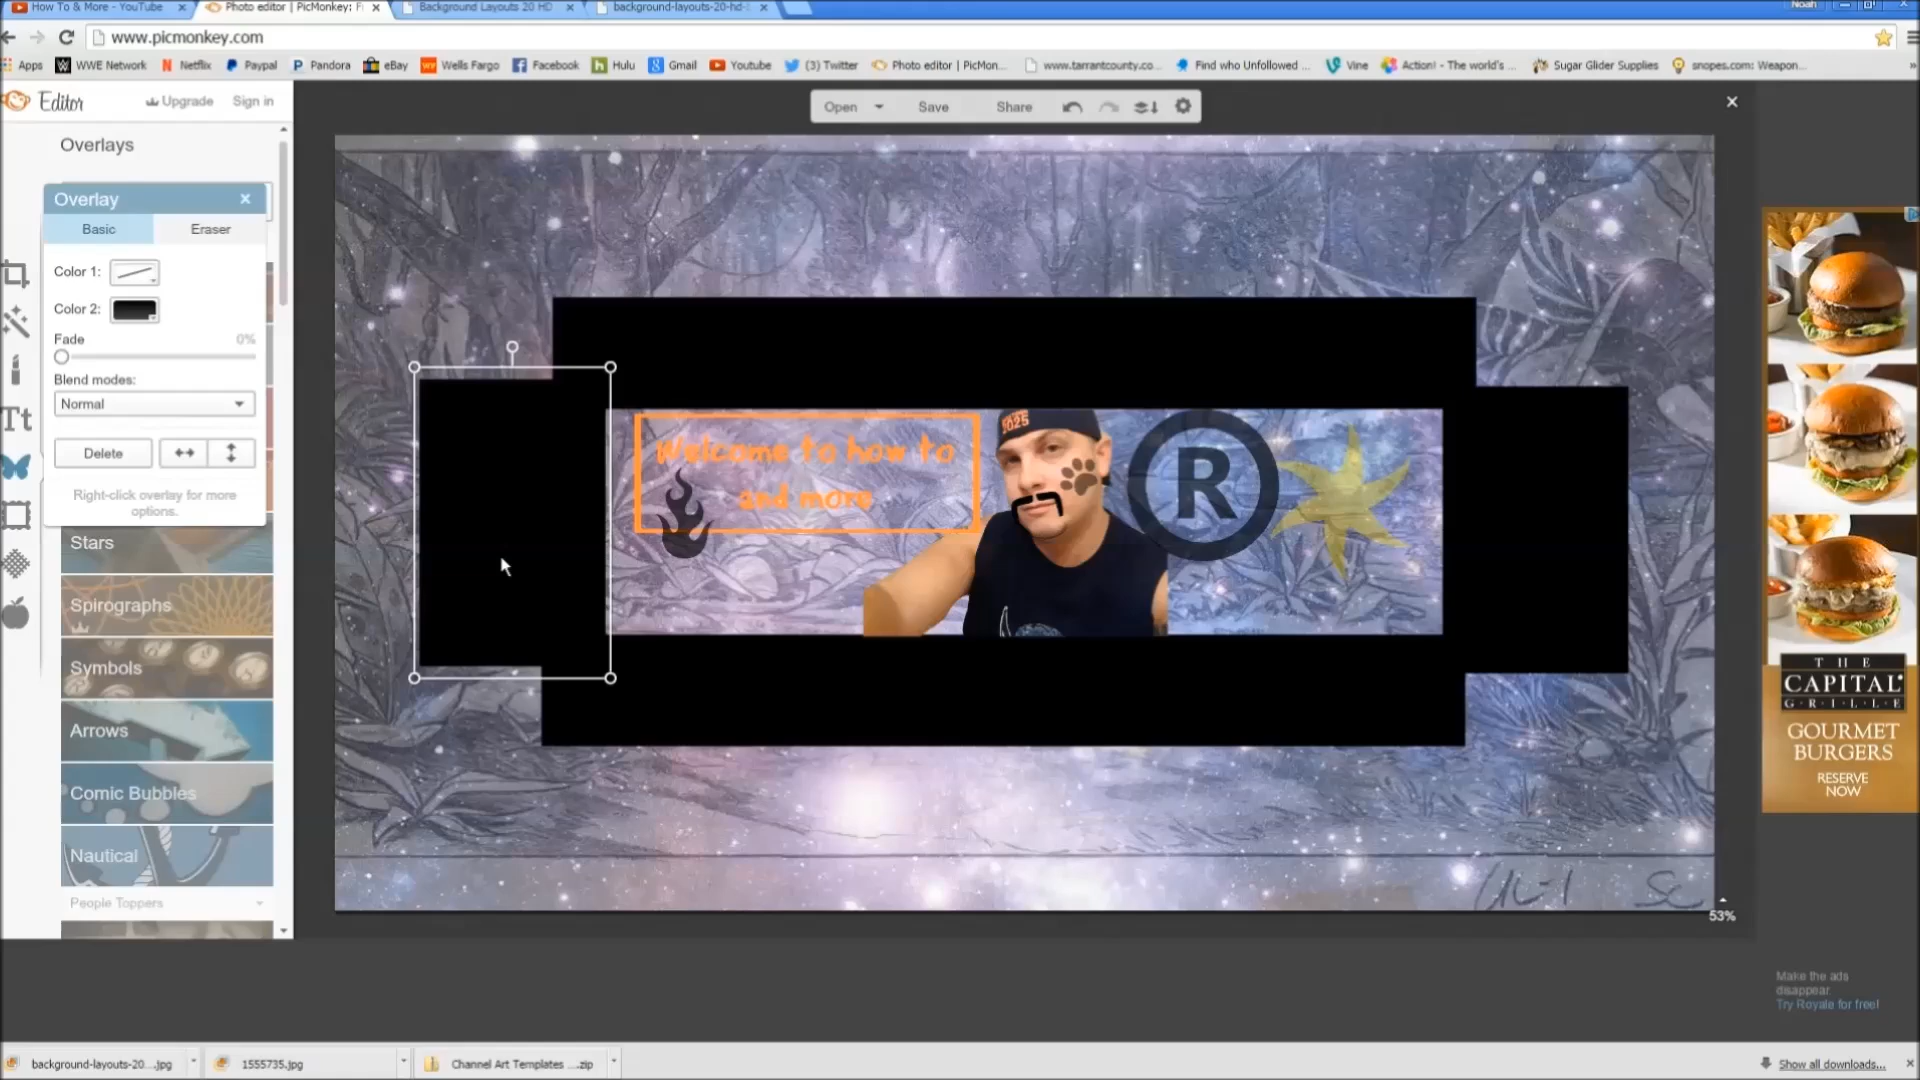 How To & More - YouTube
Photo editor | PicMonkey: F
Background Layouts 20 HD
background-layouts-20-hd-
Noah
www.picmonkey.com
Apps
WWE Network
Netflix
Paypal
Pandora
eBay
Wells Fargo
Facebook
Hulu
Gmail
Youtube
(3) Twitter
Photo editor | PicMon...
www.tarrantcounty.co...
Find who Unfollowed ...
Vine
Action! - The world's ...
Sugar Glider Supplies
snopes.com: Weapon...
Editor
Upgrade
Sign in
Open
Save
Share
Overlays
Overlay
Basic
Eraser
Color 1:
Color 2:
Fade
0%
Blend modes:
Normal
Delete
Right-click overlay for more
options.
Tt
Stars
Spirographs
Symbols
Arrows
Comic Bubbles
Nautical
People Toppers
Welcome to how to
and more
2025
R
53%
THE
CAPITAL
GRILLE
GOURMET
BURGERS
RESERVE
NOW
Make the ads
disappear.
Try Royale for free!
background-layouts-20....jpg
1555735.jpg
Channel Art Templates ....zip
Show all downloads...